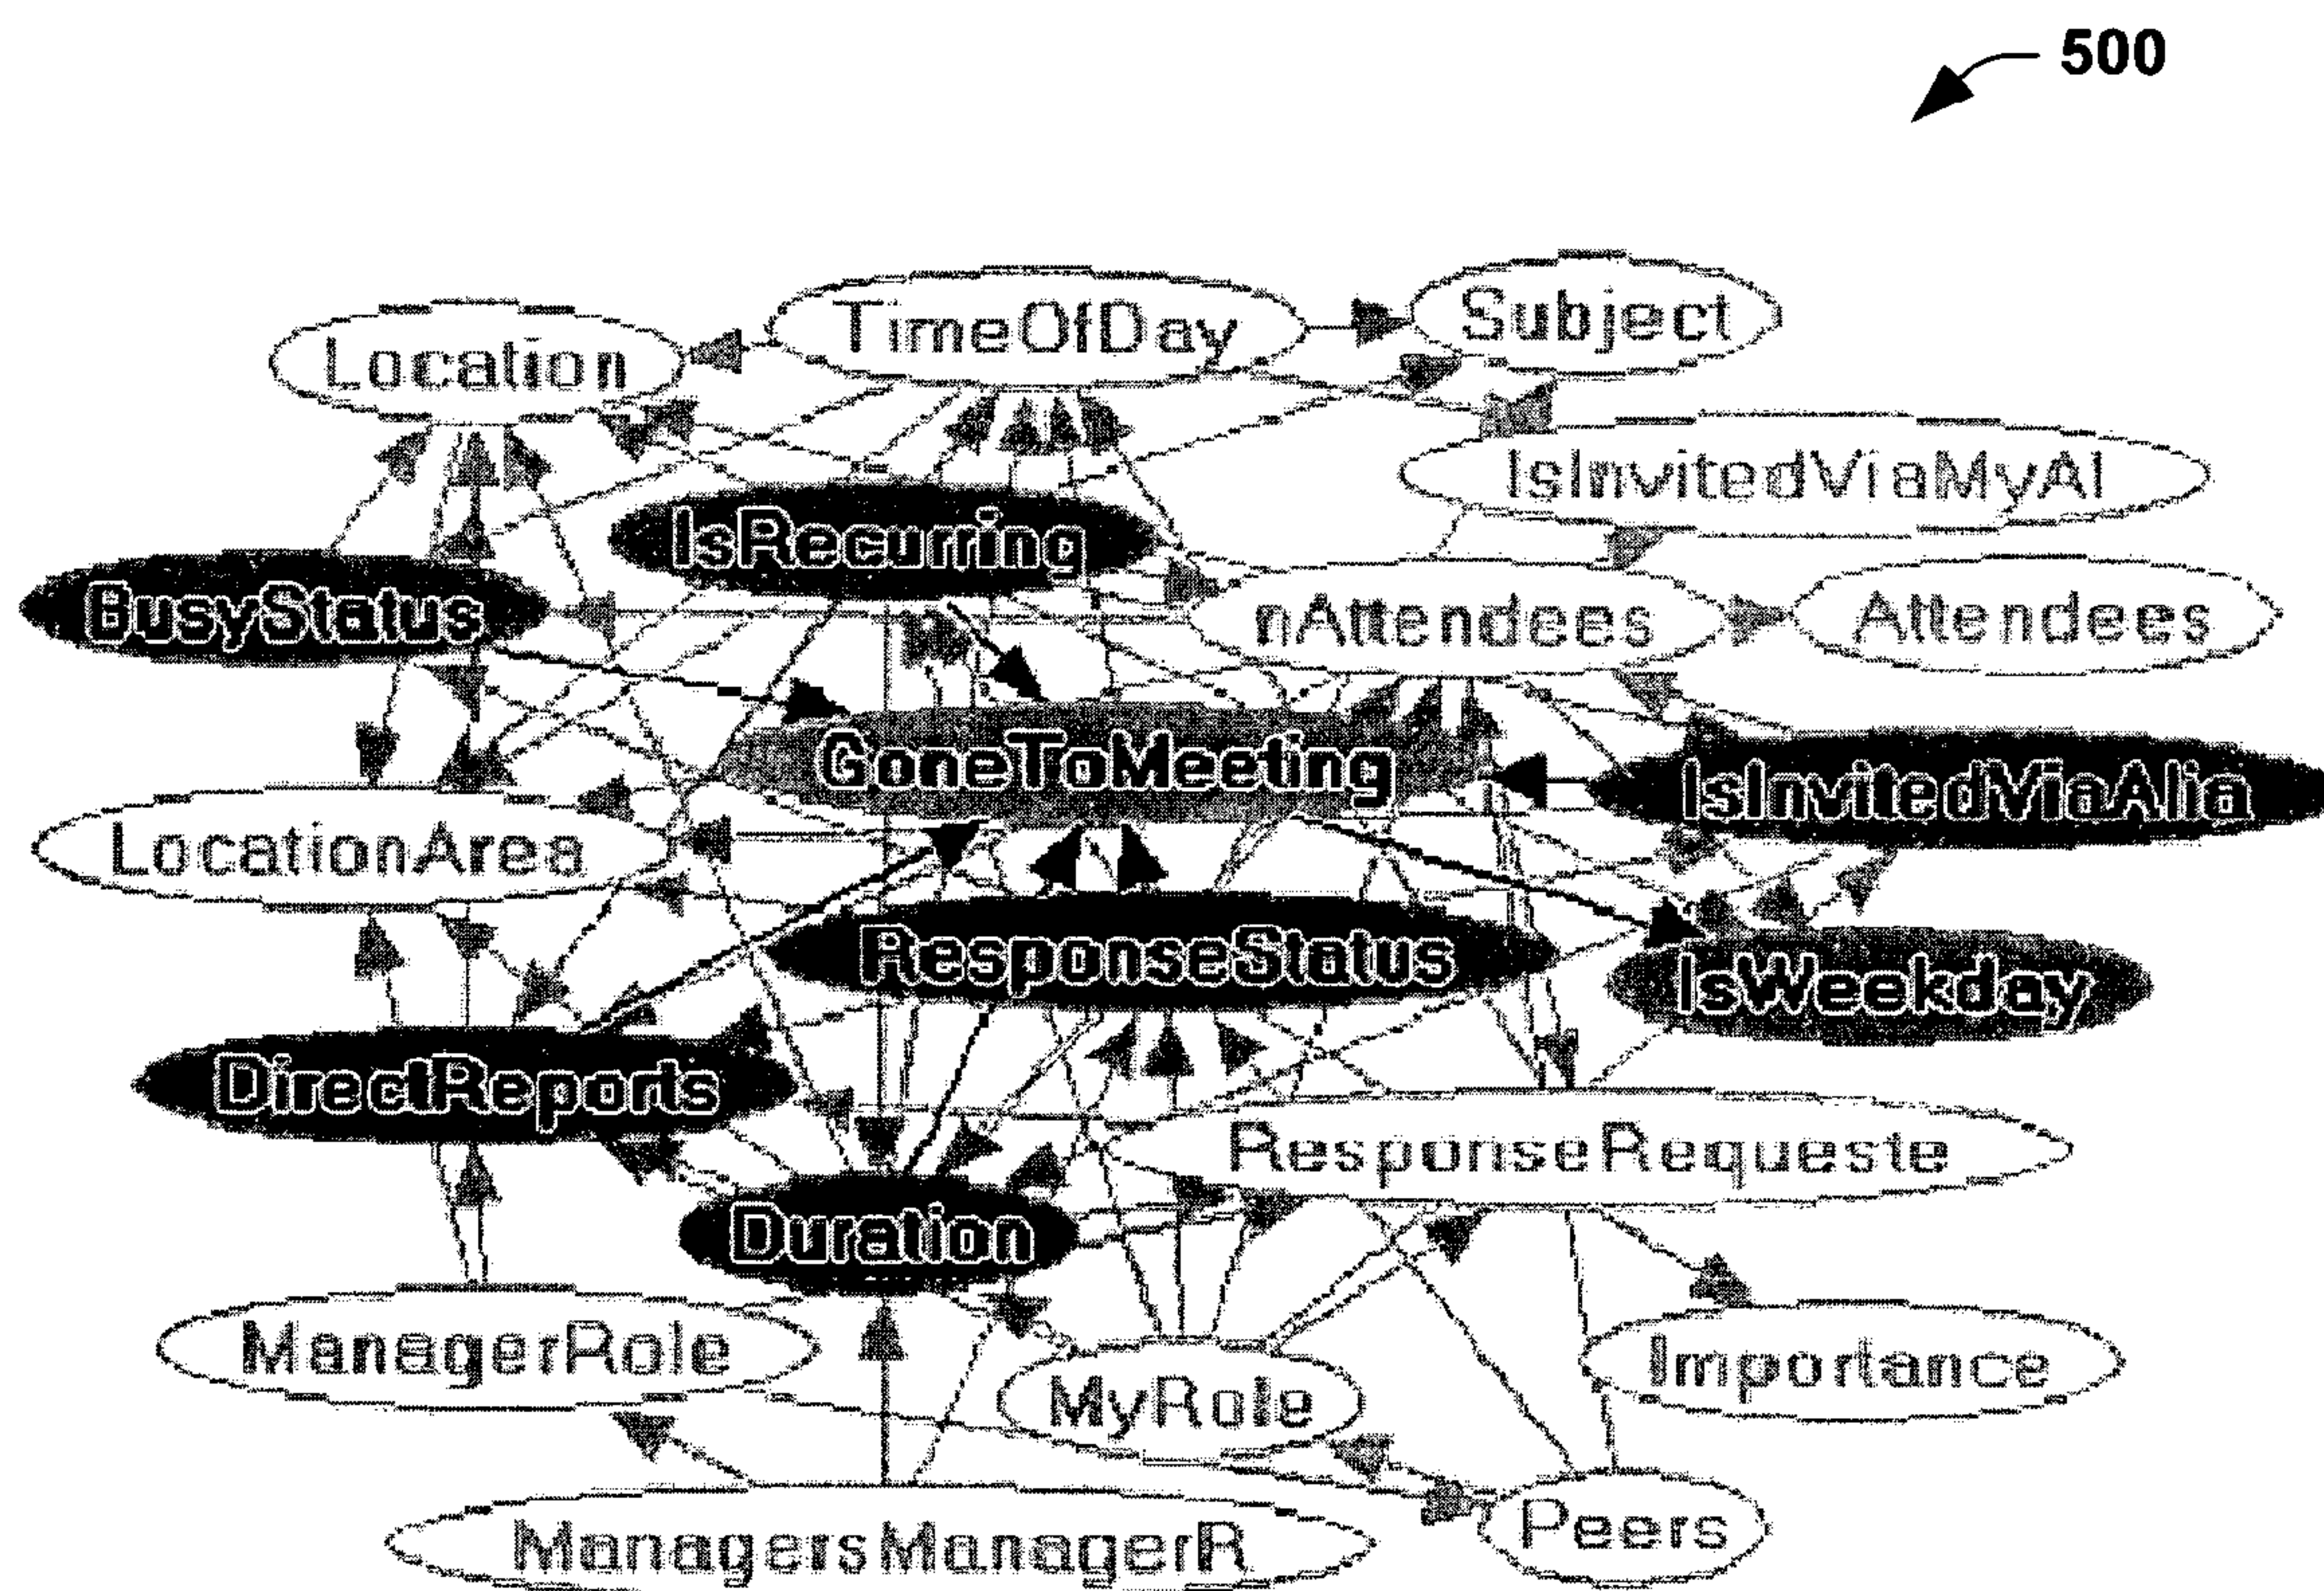 500
TimeOfDay
Subject
Location
IsInvitedViaMyAl
IsRecurring
BusyStatus
nAttendees
Attendees
GoneToMeeting
IsInvitedViaAlia
LocationArea
ResponseStatus
IsWeekday
DirectReports
ResponseRequeste
Duration
ManagerRole
MyRole
Importance
ManagersManagerR
Peers